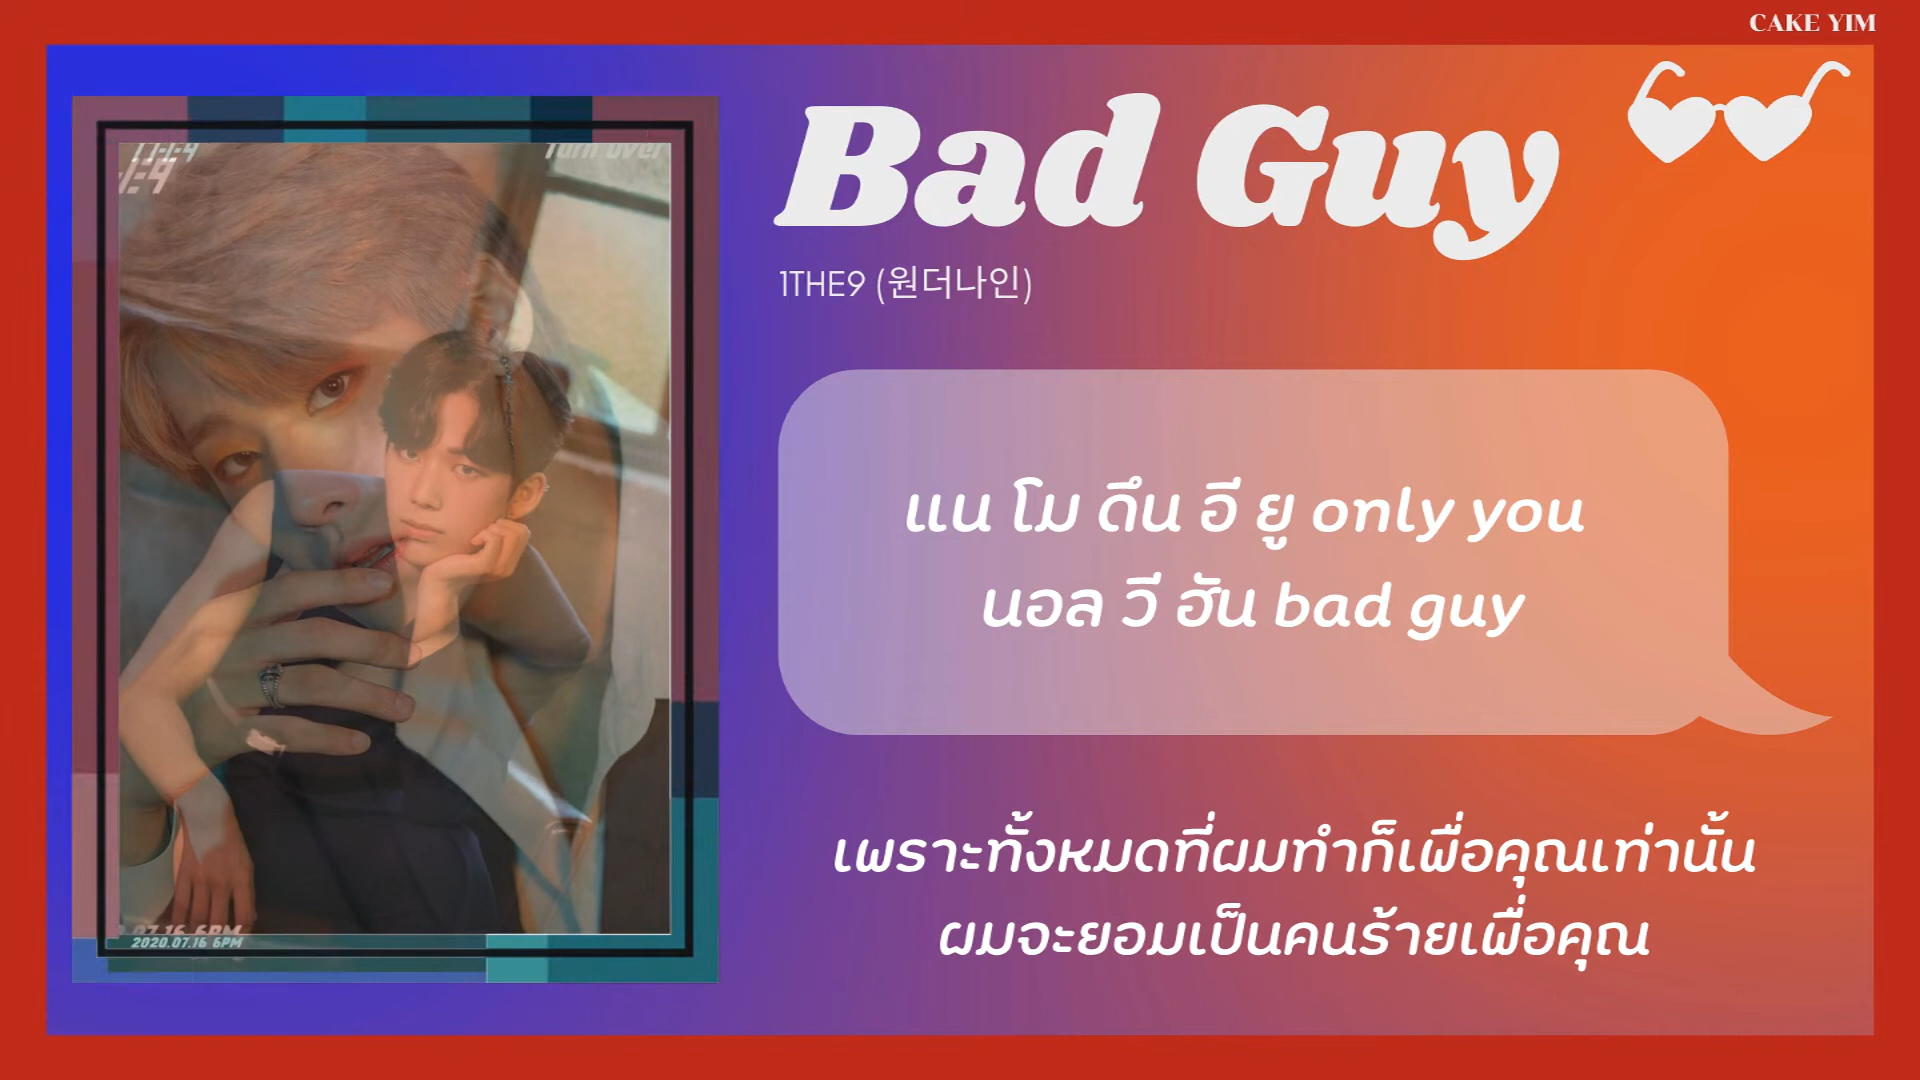 CAKE YIM
Bad Guy
1THE9 (원더나인)
Turn Over
แน โม ดึน อี ยู only you
นอล วี ฮัน bad guy
เพราะทั้งหมดที่ผมทำก็เพื่อคุณเท่านั้น
ผมจะยอมเป็นคนร้ายเพื่อคุณ
2020.07.16 6PM